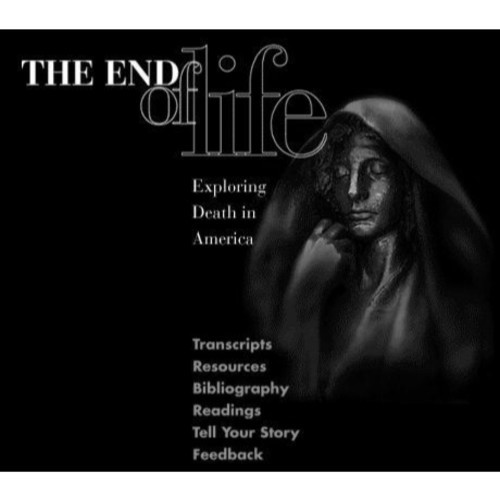 THE END
of life
Exploring
Death in
America
Transcripts
Resources
Bibliography
Readings
Tell Your Story
Feedback